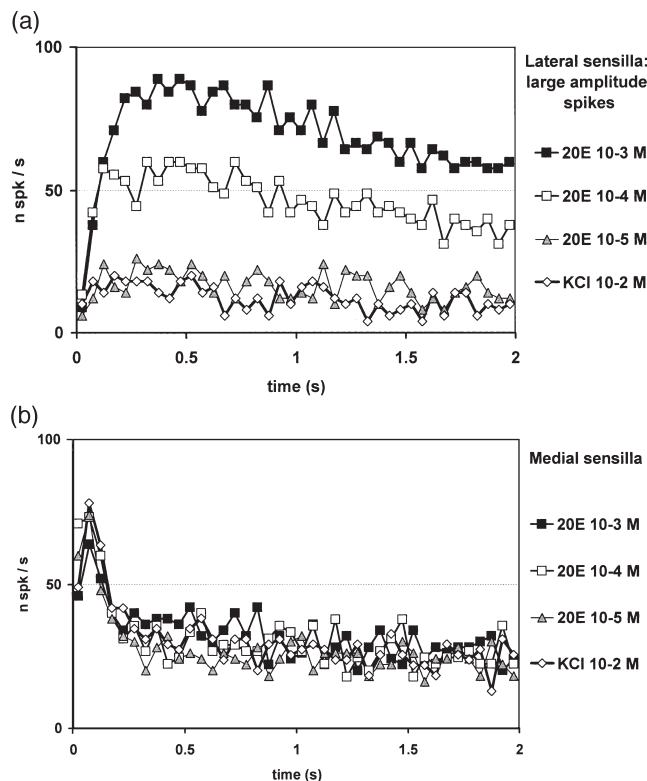 (a)
100
50
0
n spk / s
0
0.5
1
1.5
2
time (s)
Lateral sensilla:
large amplitude
spikes
20E 10-3 M
20E 10-4 M
20E 10-5 M
KCl 10-2 M
(b)
100
50
0
n spk / s
0
0.5
1
1.5
2
time (s)
Medial sensilla
20E 10-3 M
20E 10-4 M
20E 10-5 M
KCl 10-2 M